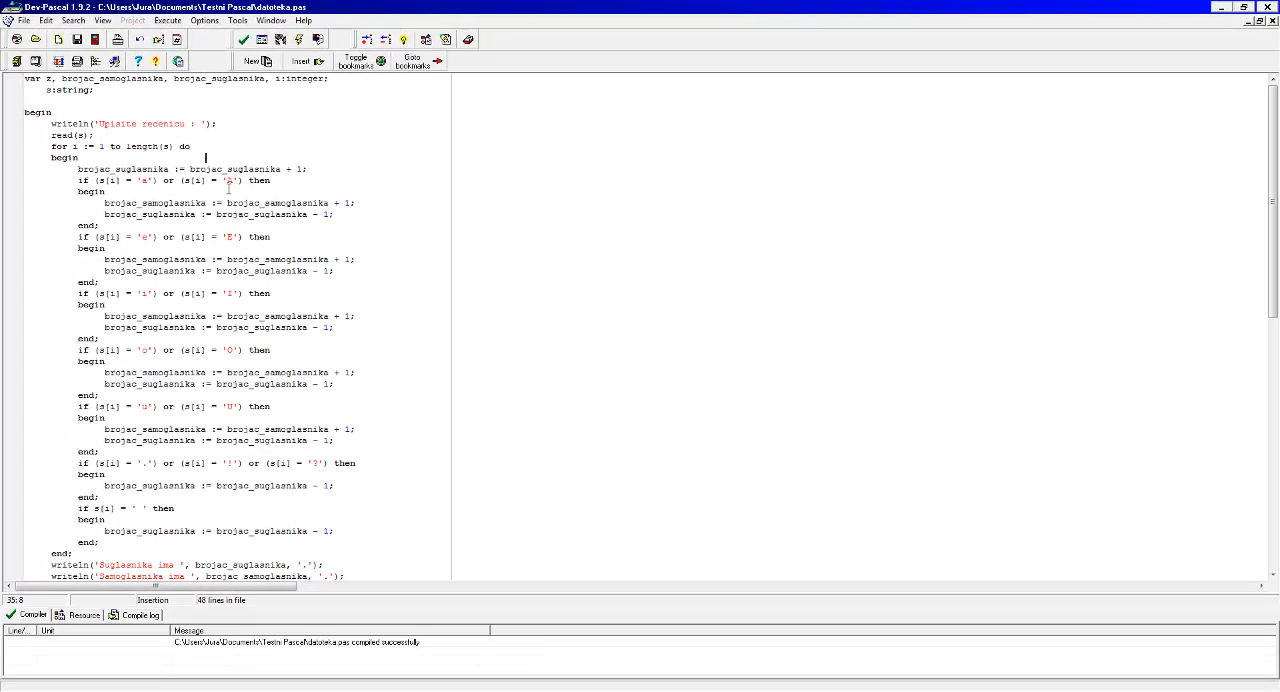 Dev-Pascal 1.9.2 - C:\Users\Jura\Documents\Testni Pascal\datoteka.pas
File Edit Search View Project Execute Options Tools Window Help
New Insert Toggle bookmarks Goto bookmarks
var z, brojac_samoglasnika, brojac_suglasnika, i:integer;
s:string;
begin
writeln('Upisite recenicu : ');
read(s);
for i := 1 to length(s) do
begin
brojac_suglasnika := brojac_suglasnika + 1;
if (s[i] = 'a') or (s[i] = 'A') then
begin
brojac_samoglasnika := brojac_samoglasnika + 1;
brojac_suglasnika := brojac_suglasnika - 1;
end;
if (s[i] = 'e') or (s[i] = 'E') then
begin
brojac_samoglasnika := brojac_samoglasnika + 1;
brojac_suglasnika := brojac_suglasnika - 1;
end;
if (s[i] = 'i') or (s[i] = 'I') then
begin
brojac_samoglasnika := brojac_samoglasnika + 1;
brojac_suglasnika := brojac_suglasnika - 1;
end;
if (s[i] = 'o') or (s[i] = 'O') then
begin
brojac_samoglasnika := brojac_samoglasnika + 1;
brojac_suglasnika := brojac_suglasnika - 1;
end;
if (s[i] = 'u') or (s[i] = 'U') then
begin
brojac_samoglasnika := brojac_samoglasnika + 1;
brojac_suglasnika := brojac_suglasnika - 1;
end;
if (s[i] = '.') or (s[i] = '!') or (s[i] = '?') then
begin
brojac_suglasnika := brojac_suglasnika - 1;
end;
if s[i] = ' ' then
begin
brojac_suglasnika := brojac_suglasnika - 1;
end;
end;
writeln('Suglasnika ima ', brojac_suglasnika, '.');
writeln('Samoglasnika ima ', brojac_samoglasnika, '.');
35:8 Insertion 48 lines in file
Compiler Resource Compile log
Line/... Unit Message
C:\Users\Jura\Documents\Testni Pascal\datoteka.pas compiled successfully